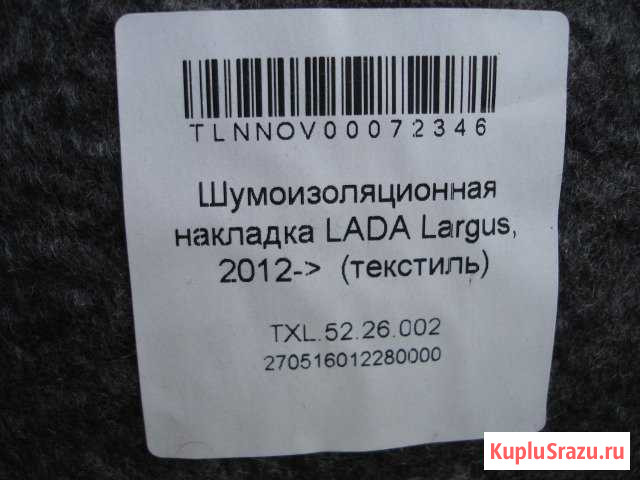 TLNNOV00072346
Шумоизоляционная
накладка LADA Largus,
2012-> (текстиль)
TXL.52.26.002
270516012280000
KupluSrazu.ru